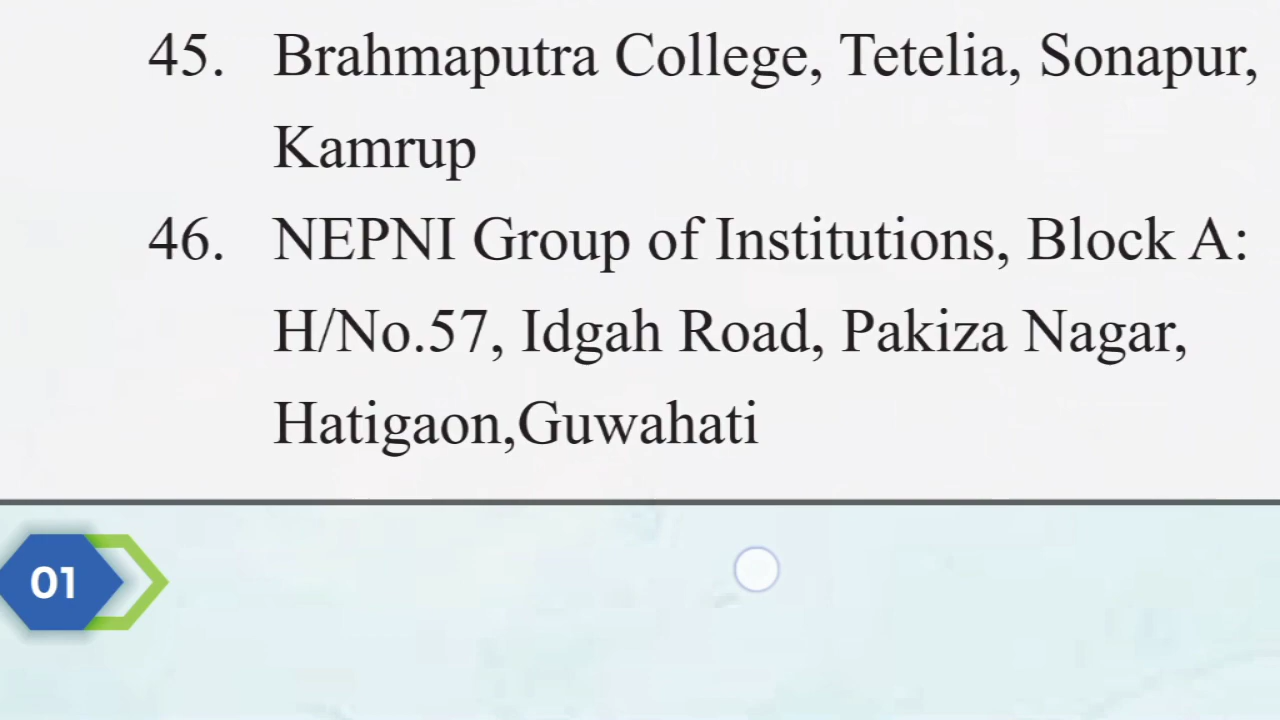 45. Brahmaputra College, Tetelia, Sonapur,
Kamrup
46. NEPNI Group of Institutions, Block A:
H/No.57, Idgah Road, Pakiza Nagar,
Hatigaon,Guwahati
01